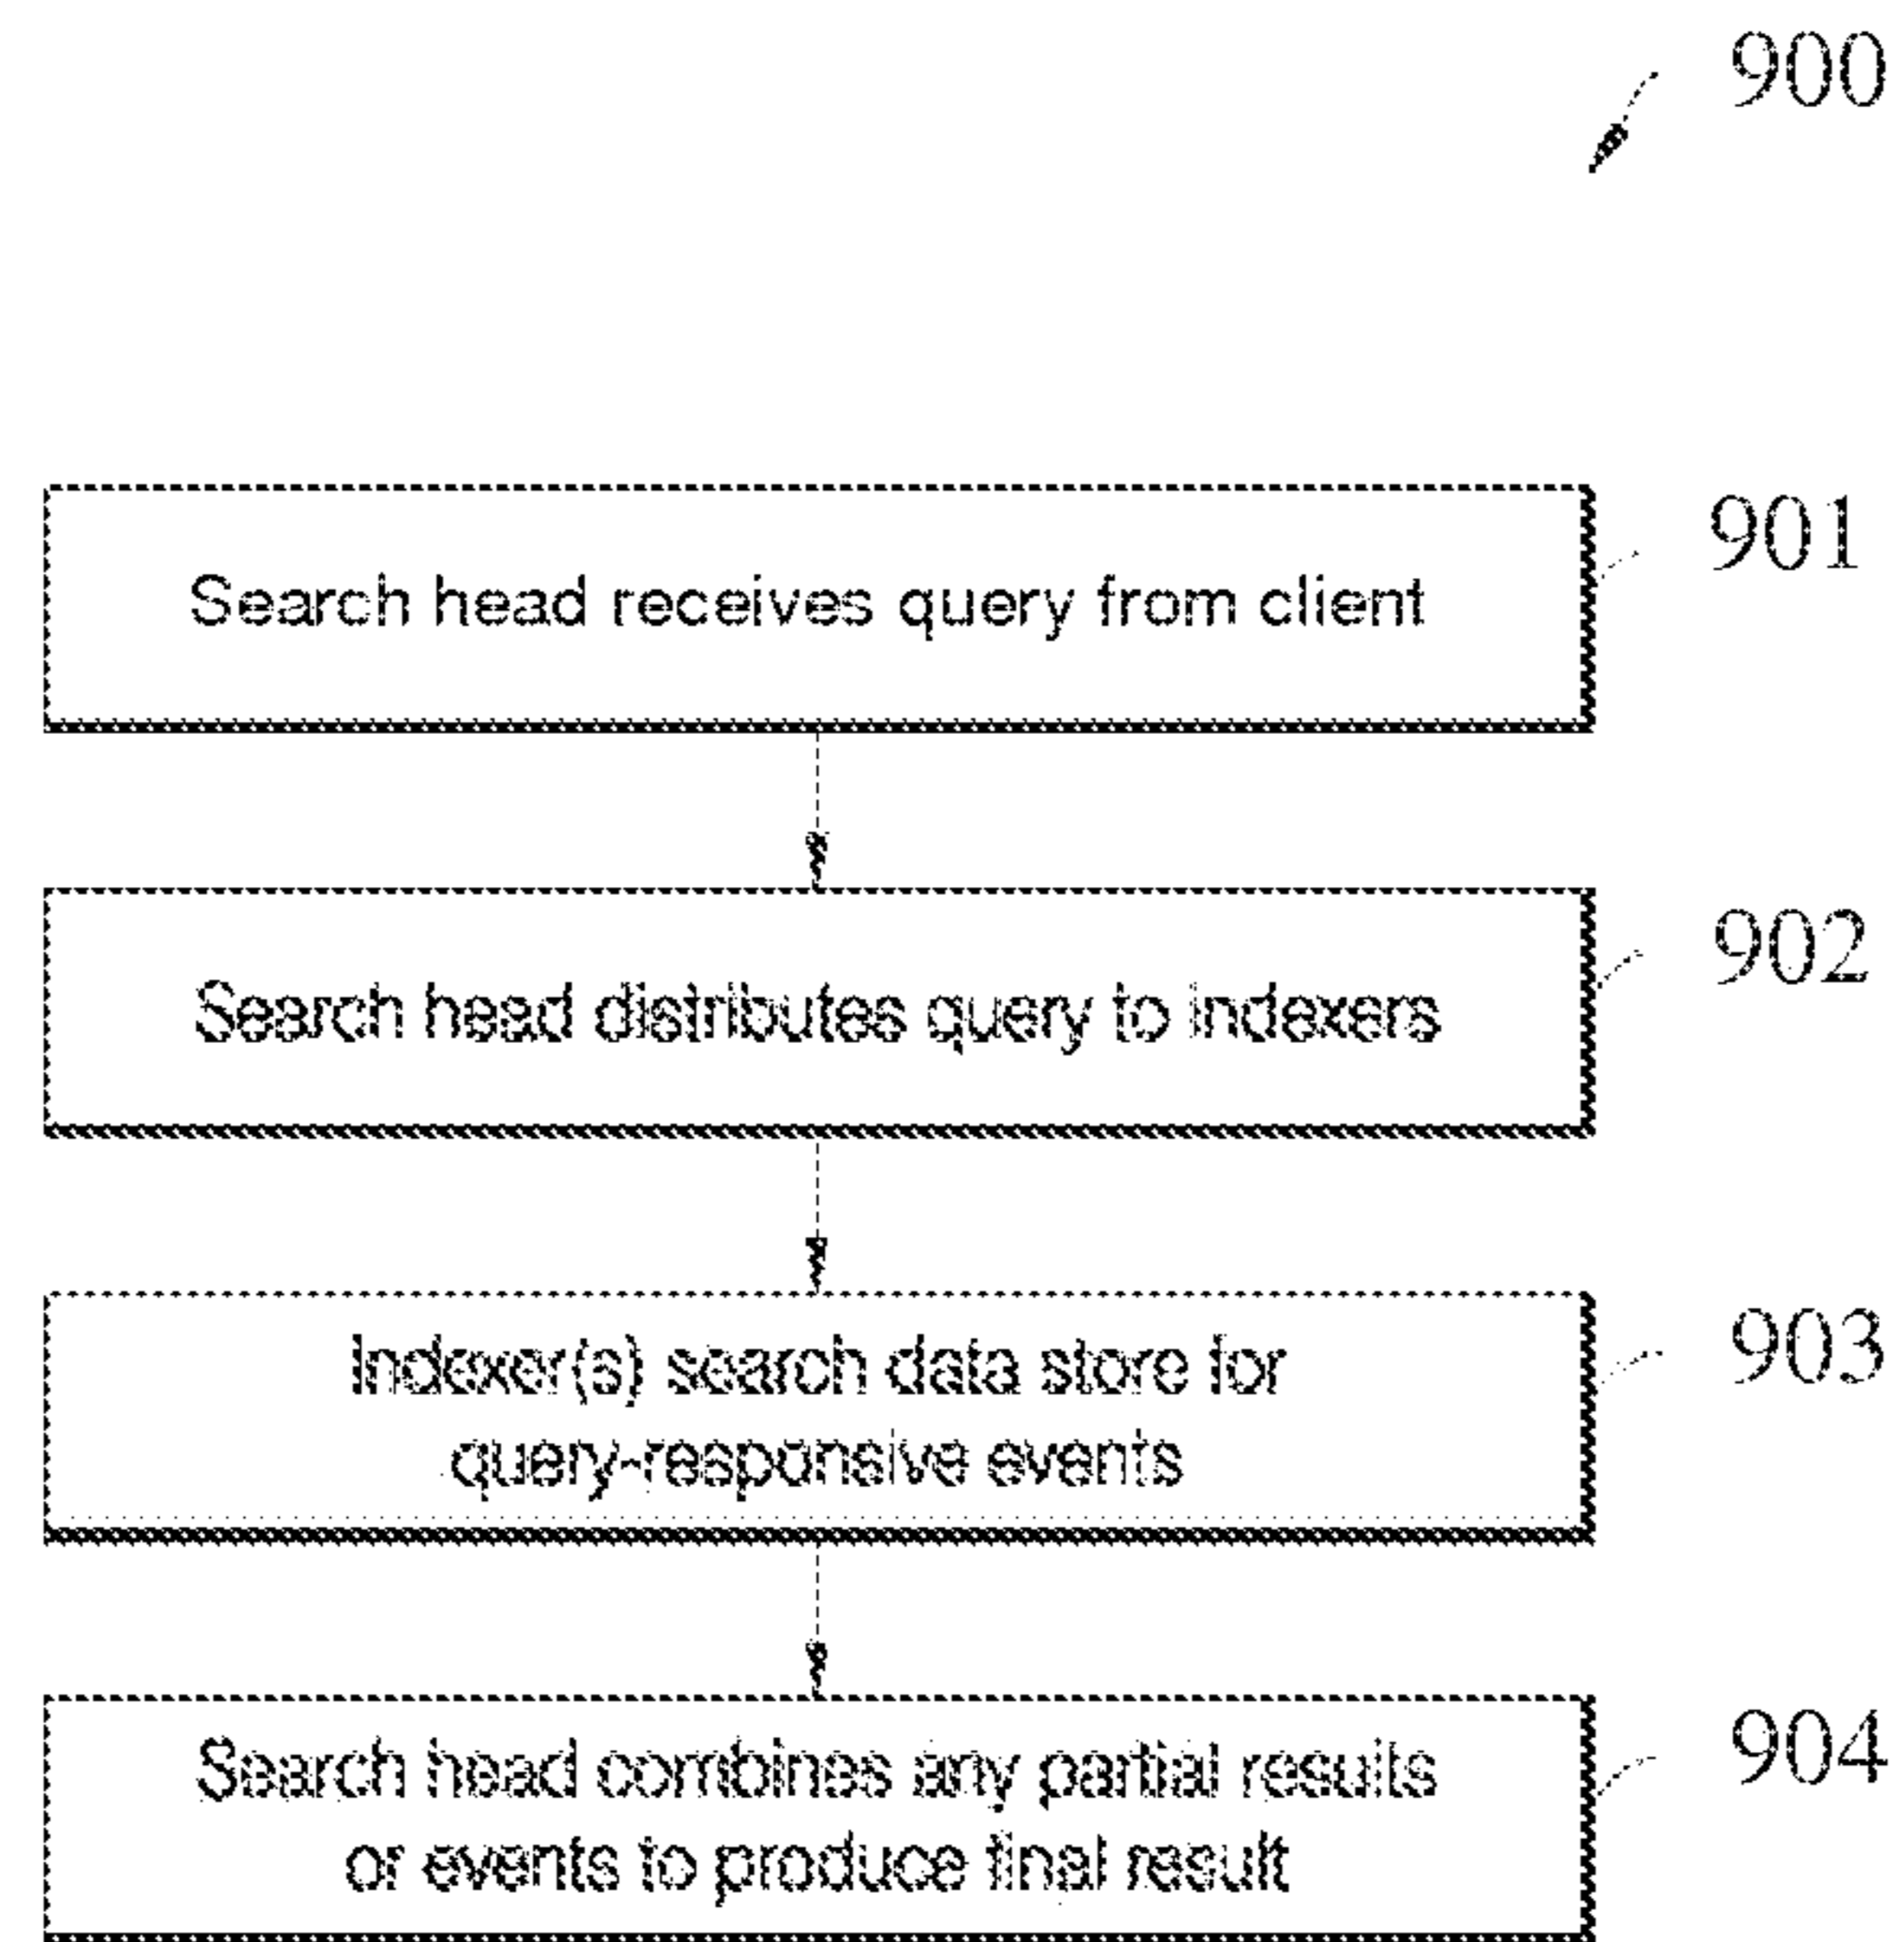 900
901
Search head receives query from client
902
Search head distributes query to indexers
903
Indexer(s) search data store for
query-responsive events
904
Search head combines any partial results
or events to produce final result